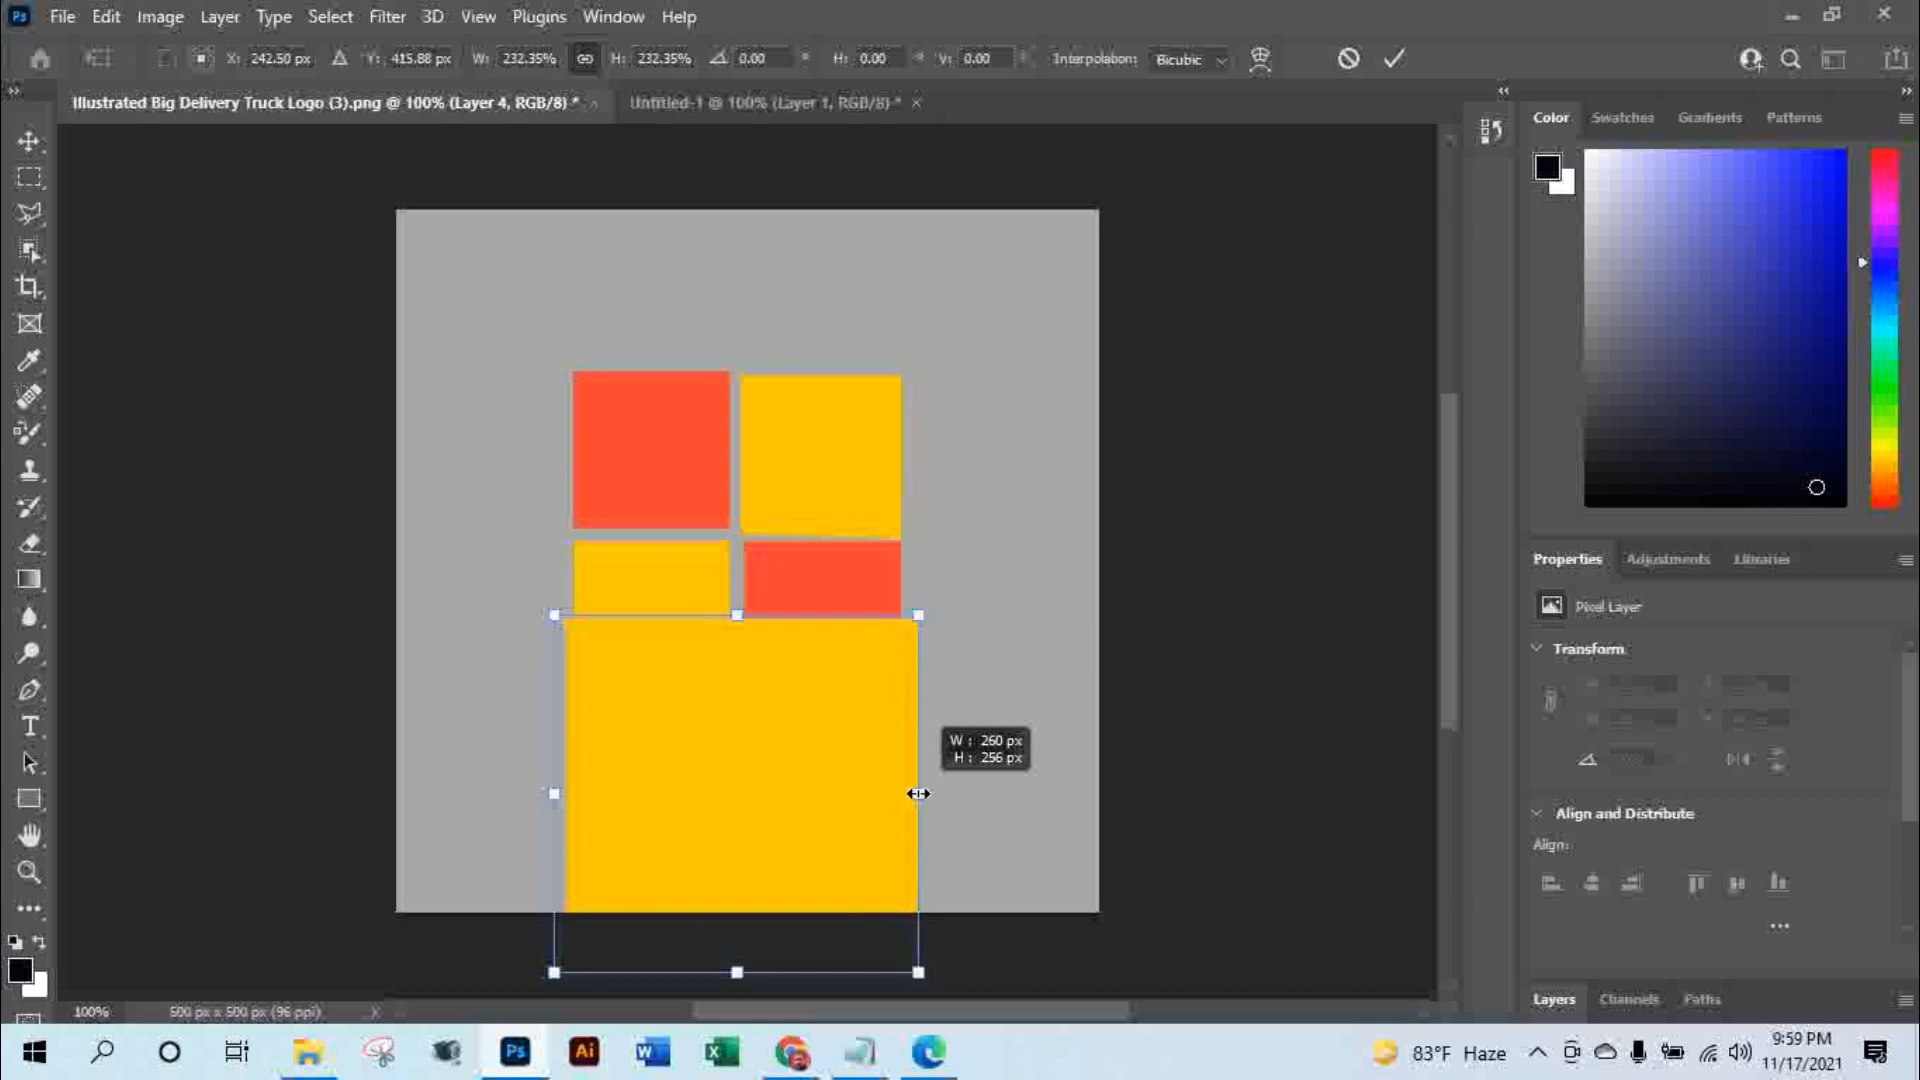 Ps File Edit Image Layer Type Select Filter 3D View Plugins Window Help
X: 242.50 px Y: 415.88 px W: 232.35% H: 232.35% 0.00 ° H: 0.00 ° V: 0.00 ° Interpolation: Bicubic
Illustrated Big Delivery Truck Logo (3).png @ 100% (Layer 4, RGB/8) * Untitled-1 @ 100% (Layer 1, RGB/8) *
Color Swatches Gradients Patterns
Properties Adjustments Libraries
Pixel Layer
Transform
W : 260 px
H : 256 px
Align and Distribute
Align:
Layers Channels Paths
100% 500 px x 500 px (96 ppi)
Ps Ai W X 83°F Haze
9:59 PM
11/17/2021